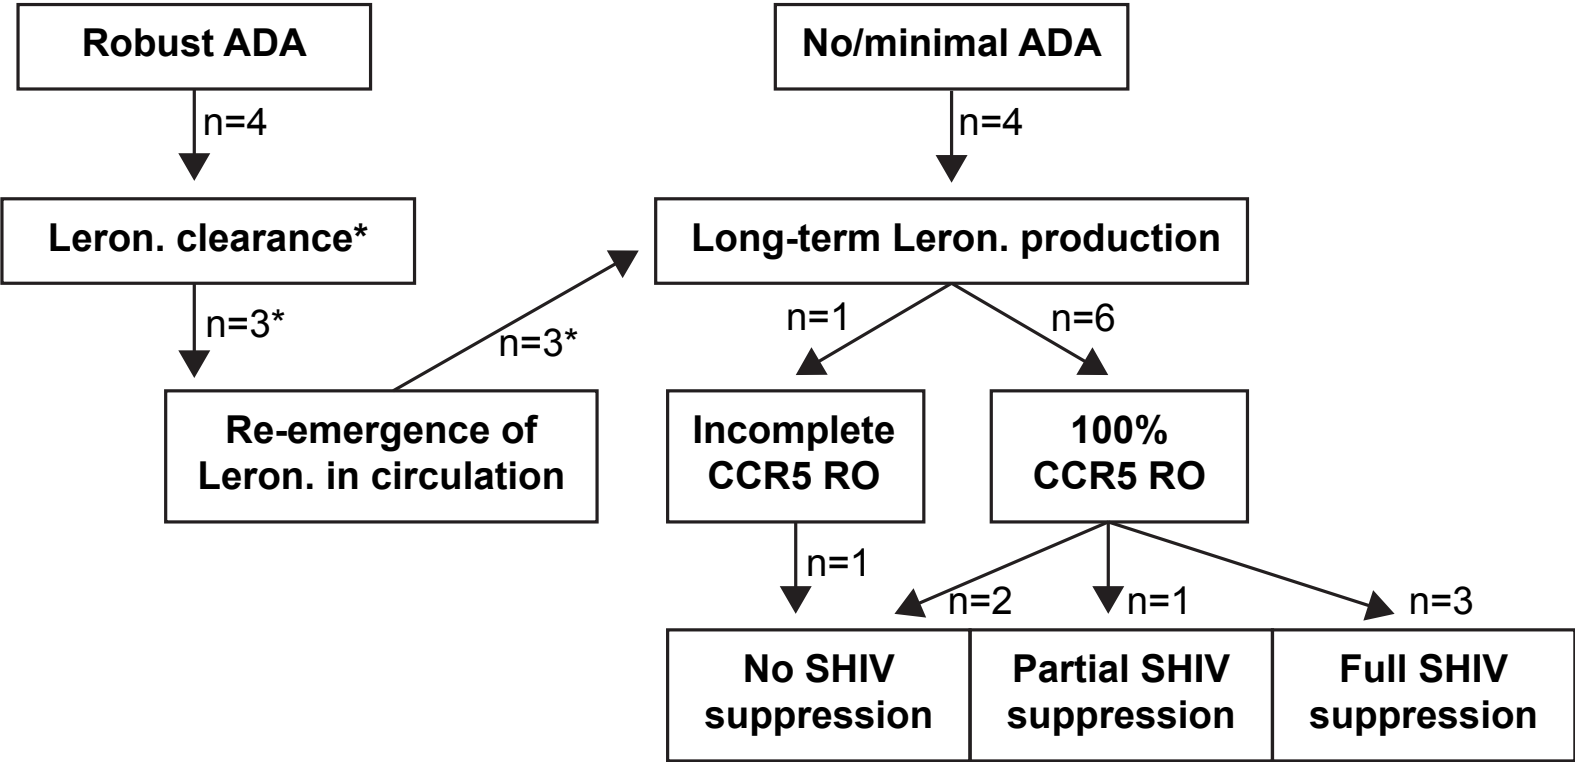 Robust ADA
No/minimal ADA
n=4
n=4
Leron. clearance*
Long-term Leron. production
n=3*
n=3*
n=1
n=6
Re-emergence of
Leron. in circulation
Incomplete
CCR5 RO
100%
CCR5 RO
n=1
n=2
n=1
n=3
No SHIV
suppression
Partial SHIV
suppression
Full SHIV
suppression